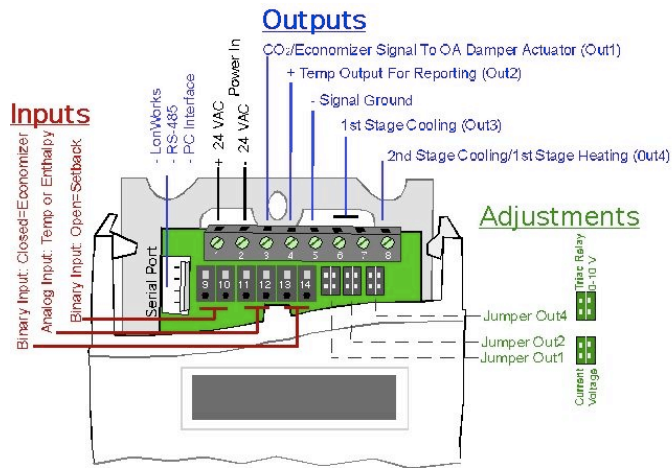 Outputs
CO2/Economizer Signal To OA Damper Actuator (Out1)
+ Temp Output For Reporting (Out2)
- Signal Ground
1st Stage Cooling (Out3)
2nd Stage Cooling/1st Stage Heating (Out4)
Power In
+ 24 VAC
- 24 VAC
- LonWorks
- RS-485
- PC Interface
Inputs
Binary Input: Closed=Economizer
Analog Input: Temp or Enthalpy
Binary Input: Open=Setback
Serial Port
1 2 3 4 5 6 7 8
9 10 11 12 13 14
Adjustments
Triac Relay
0-10 V
Jumper Out4
Jumper Out2
Jumper Out1
Current
Voltage